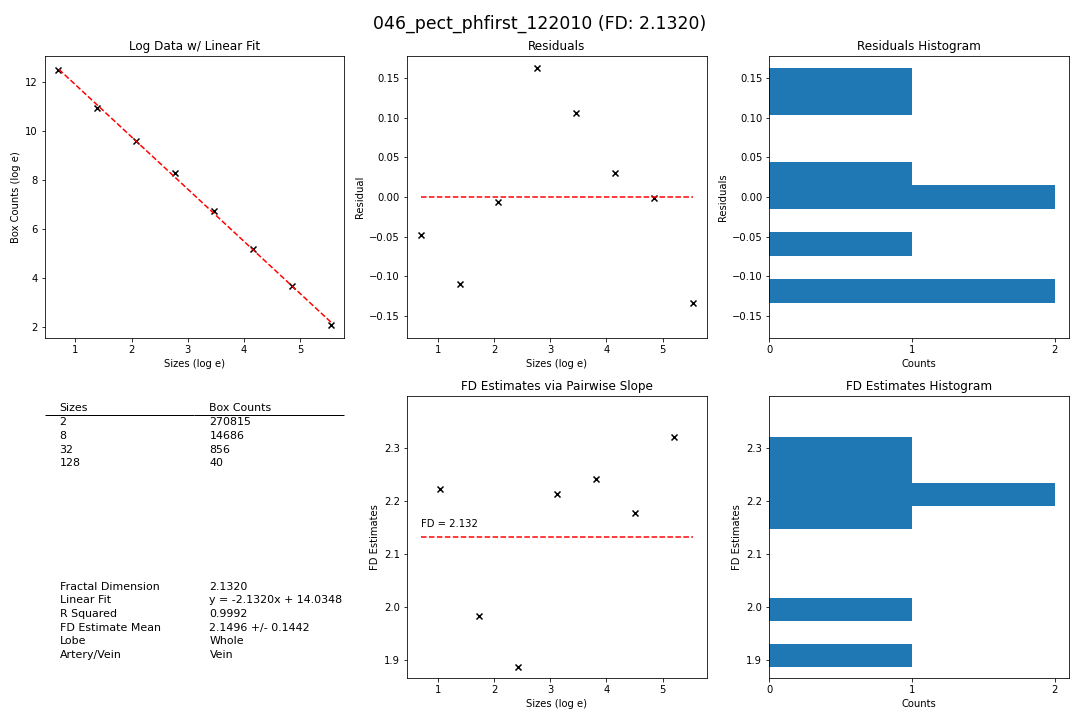 046_pect_phfirst_122010 (FD: 2.1320)
Log Data w/ Linear Fit
Box Counts (log e)
12
10
8
6
4
2
1 2 3 4 5
Sizes (log e)
Residuals
Residual
0.15
0.10
0.05
0.00
−0.05
−0.10
−0.15
1 2 3 4 5
Sizes (log e)
Residuals Histogram
Residuals
0.15
0.10
0.05
0.00
−0.05
−0.10
−0.15
0 1 2
Counts
Sizes Box Counts
2 270815
8 14686
32 856
128 40
Fractal Dimension 2.1320
Linear Fit y = -2.1320x + 14.0348
R Squared 0.9992
FD Estimate Mean 2.1496 +/- 0.1442
Lobe Whole
Artery/Vein Vein
FD Estimates via Pairwise Slope
FD Estimates
2.3
2.2
2.1
2.0
1.9
FD = 2.132
1 2 3 4 5
Sizes (log e)
FD Estimates Histogram
FD Estimates
2.3
2.2
2.1
2.0
1.9
0 1 2
Counts